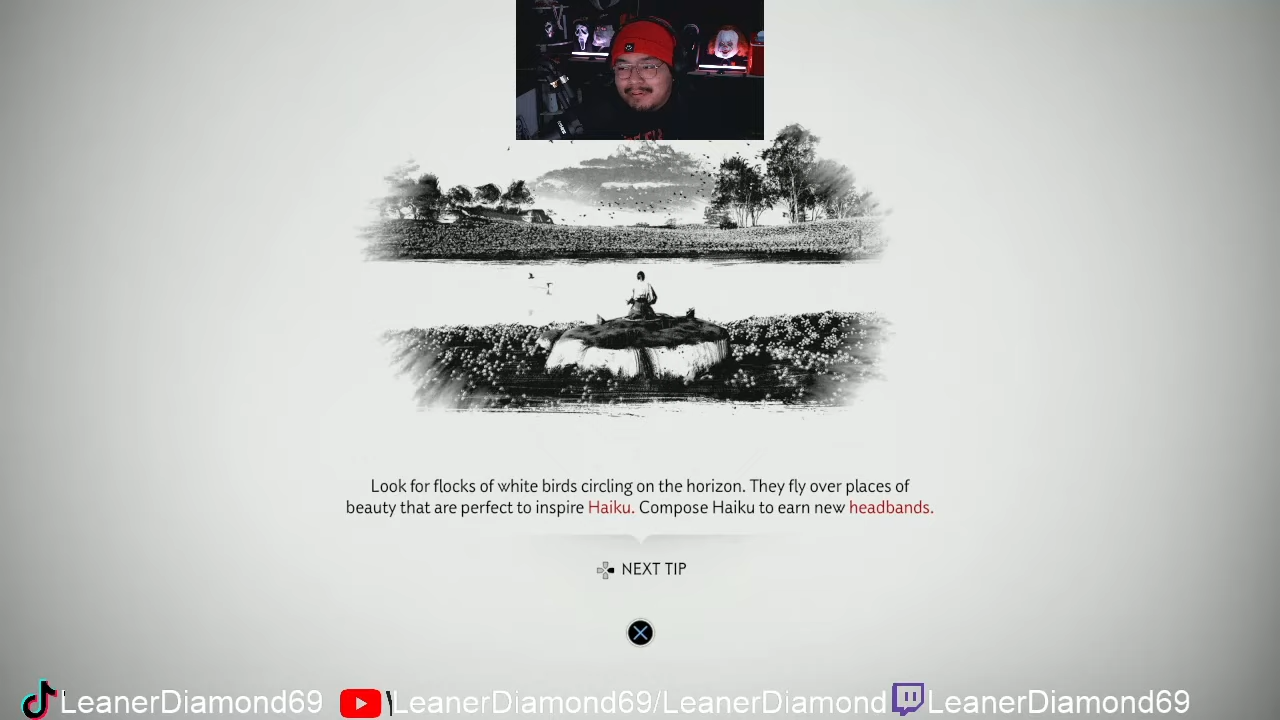 Look for flocks of white birds circling on the horizon. They fly over places of
beauty that are perfect to inspire Haiku. Compose Haiku to earn new headbands.
NEXT TIP
LeanerDiamond69 \LeanerDiamond69/LeanerDiamond LeanerDiamond69